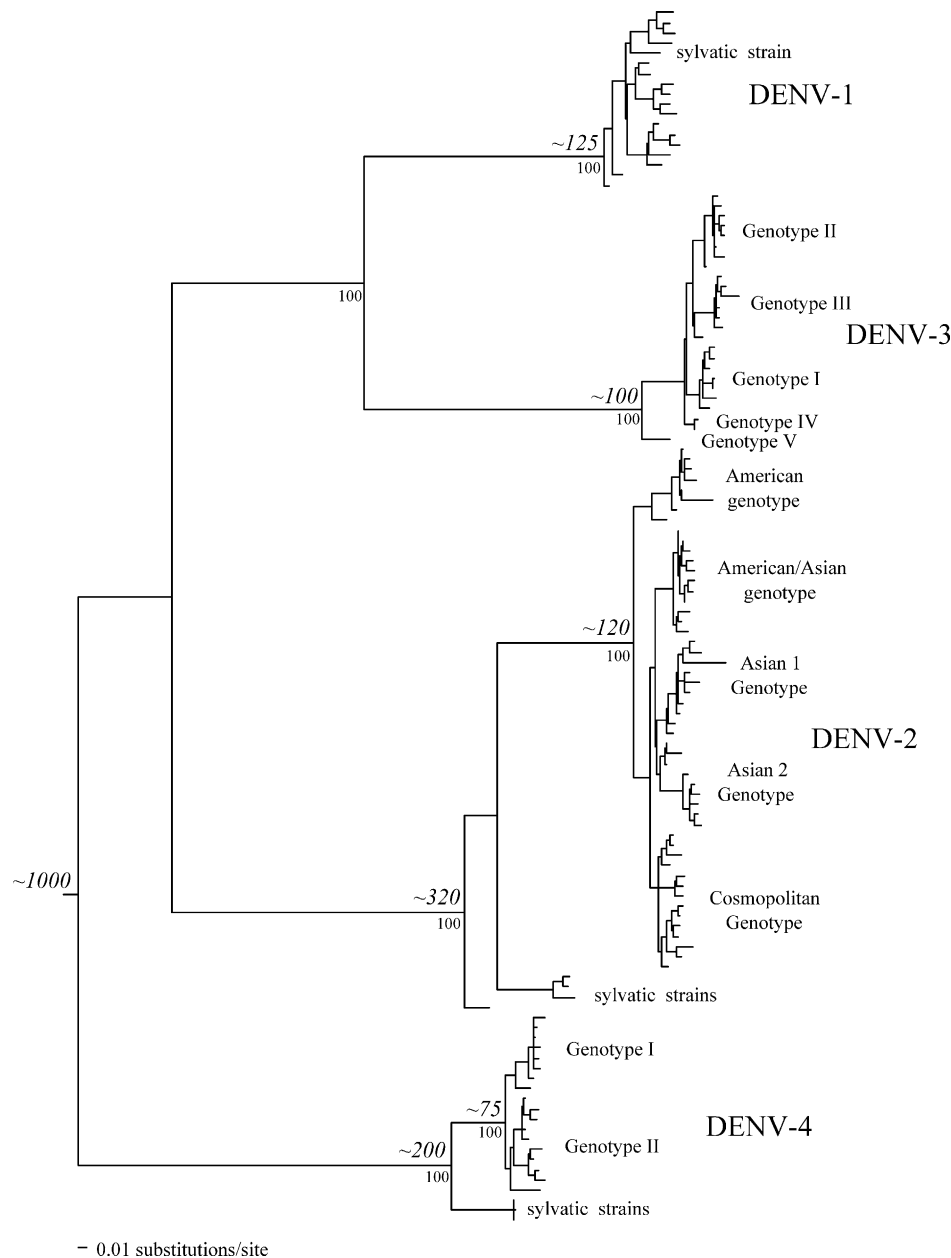 sylvatic strain
DENV-1
~125
100
Genotype II
100
Genotype III
DENV-3
Genotype I
~100
100
Genotype IV
Genotype V
American
genotype
American/Asian
genotype
~120
100
Asian 1
Genotype
DENV-2
Asian 2
Genotype
~1000
~320
100
Cosmopolitan
Genotype
sylvatic strains
Genotype I
~75
100
DENV-4
Genotype II
~200
100
sylvatic strains
0.01 substitutions/site